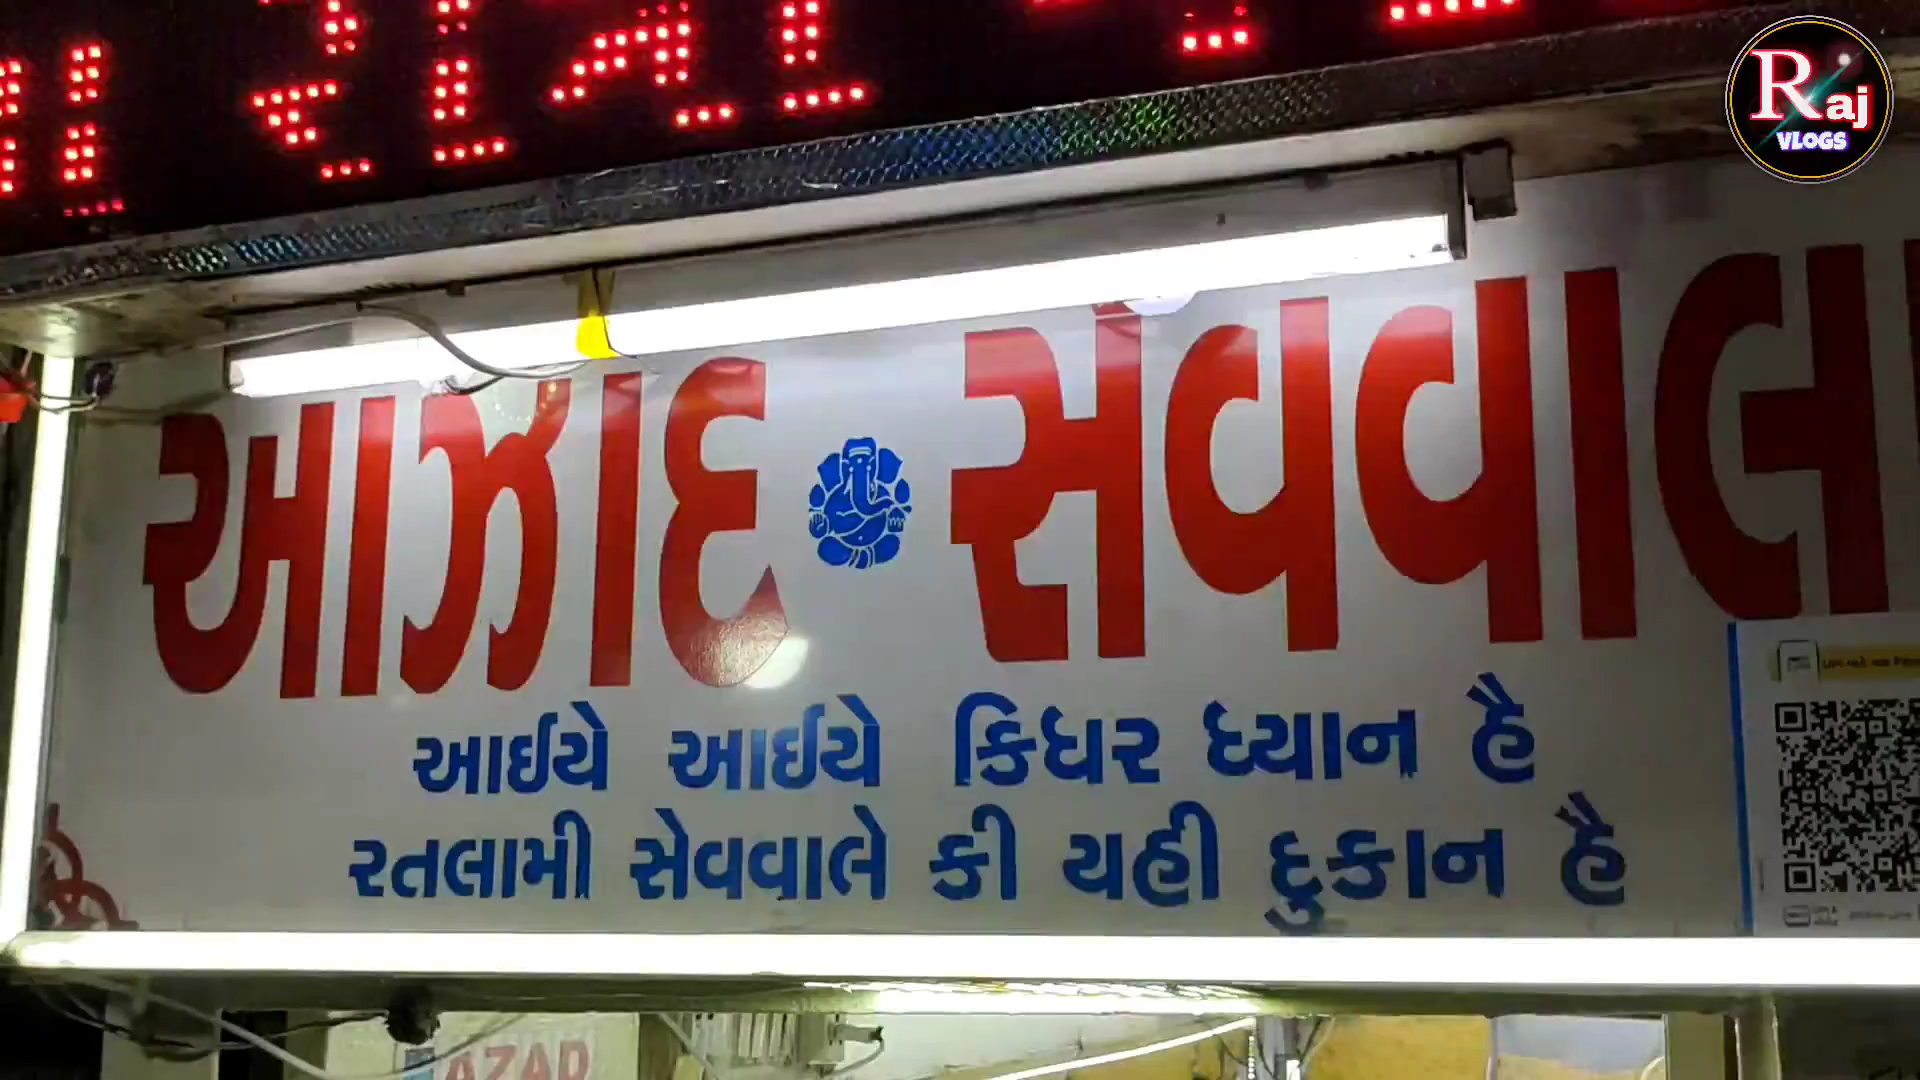 Raj
VLOGS
આઝાદ સેવવાલા
આઈયે આઈયે કિધર ધ્યાન હૈ
રતલામી સેવવાલે કી યહી દુકાન હૈ
AZAD